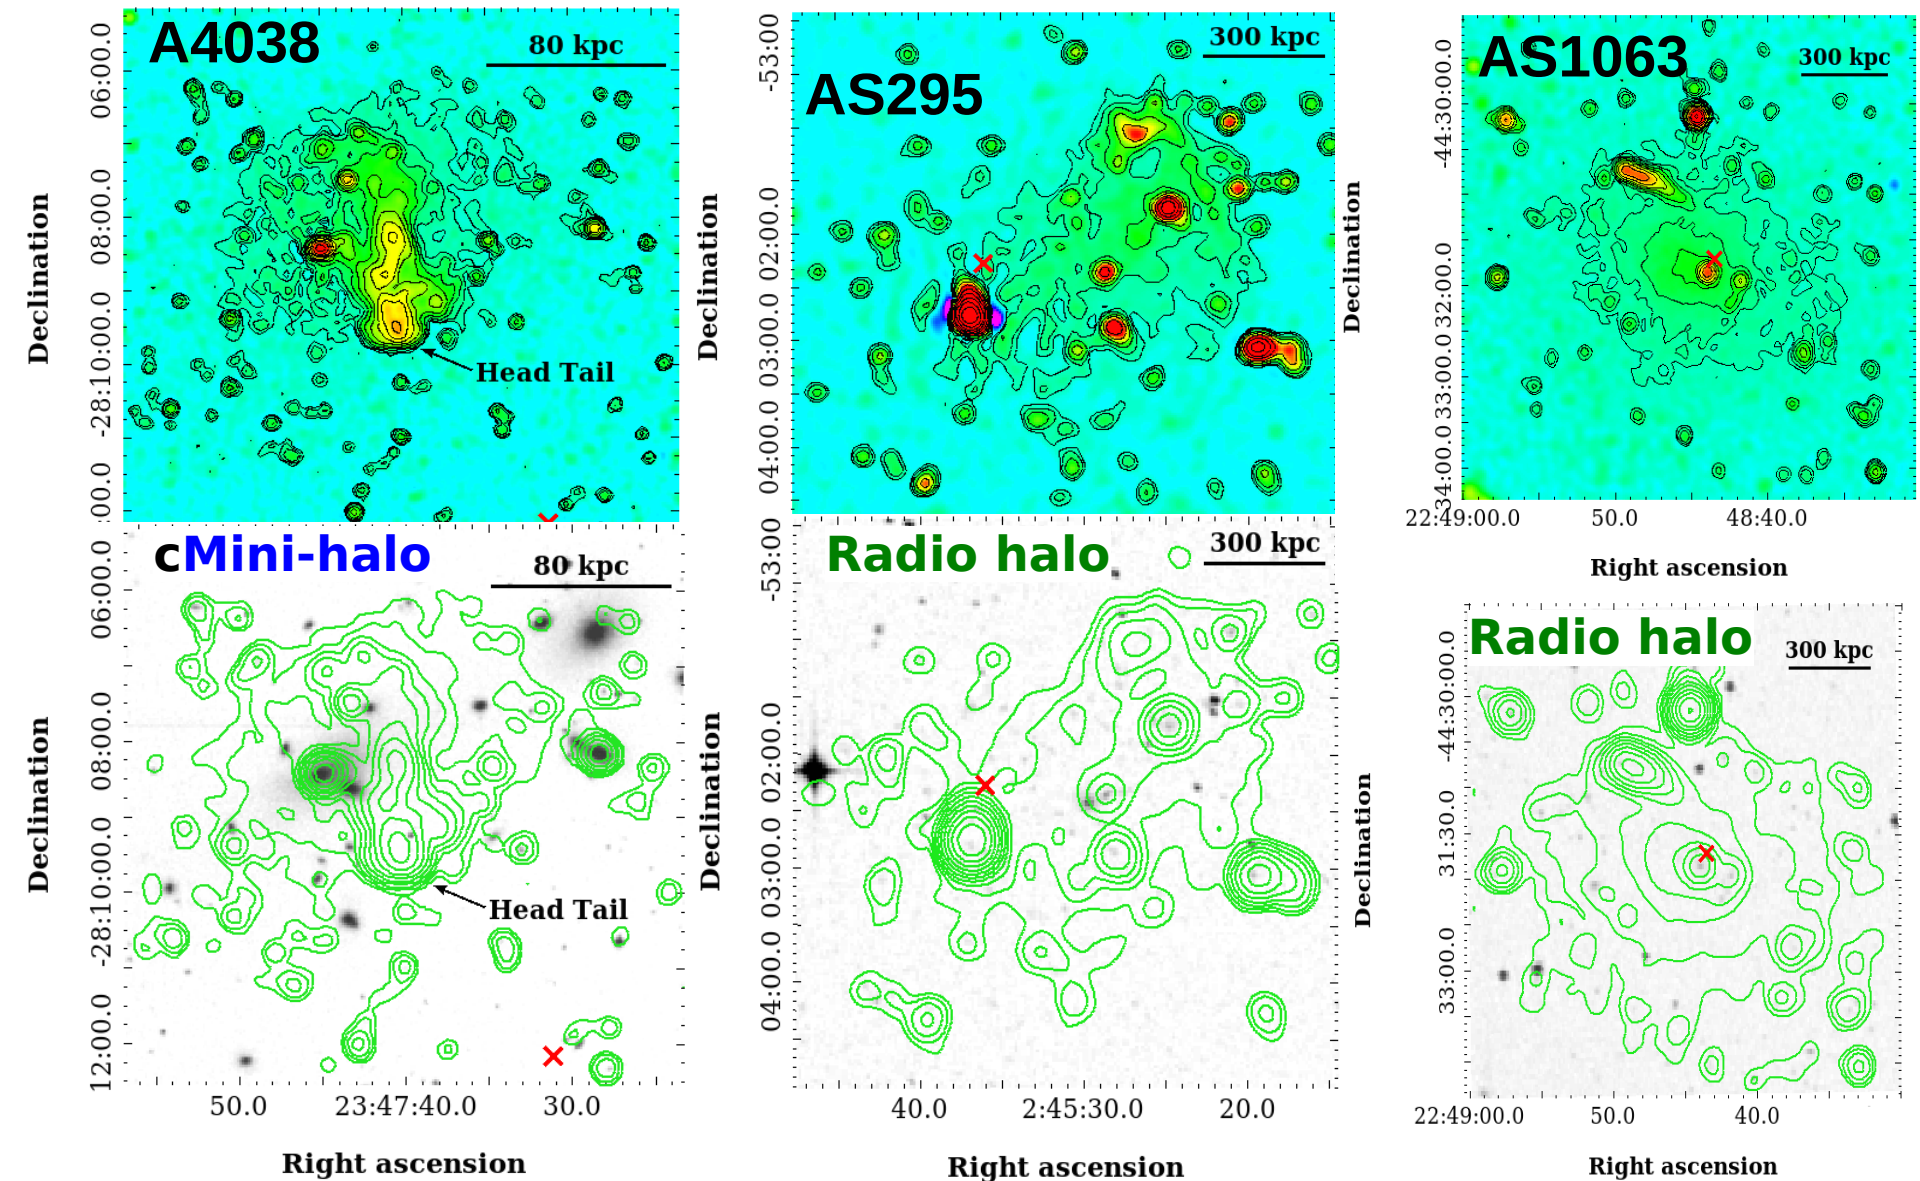 A4038
80 kpc
Head Tail
Declination
06:00.0
08:00.0
-28:10:00.0
:00.0
AS295
300 kpc
Declination
-53:00
02:00.0
03:00.0
04:00.0
AS1063
300 kpc
Declination
-44:30:00.0
32:00.0
33:00.0
34:00.0
22:49:00.0
50.0
48:40.0
Right ascension
cMini-halo
80 kpc
Head Tail
Declination
06:00.0
08:00.0
-28:10:00.0
12:00.0
50.0
23:47:40.0
30.0
Right ascension
Radio halo
300 kpc
Declination
-53:00
02:00.0
03:00.0
04:00.0
40.0
2:45:30.0
20.0
Right ascension
Radio halo
300 kpc
Declination
-44:30:00.0
31:30.0
33:00.0
22:49:00.0
50.0
40.0
Right ascension